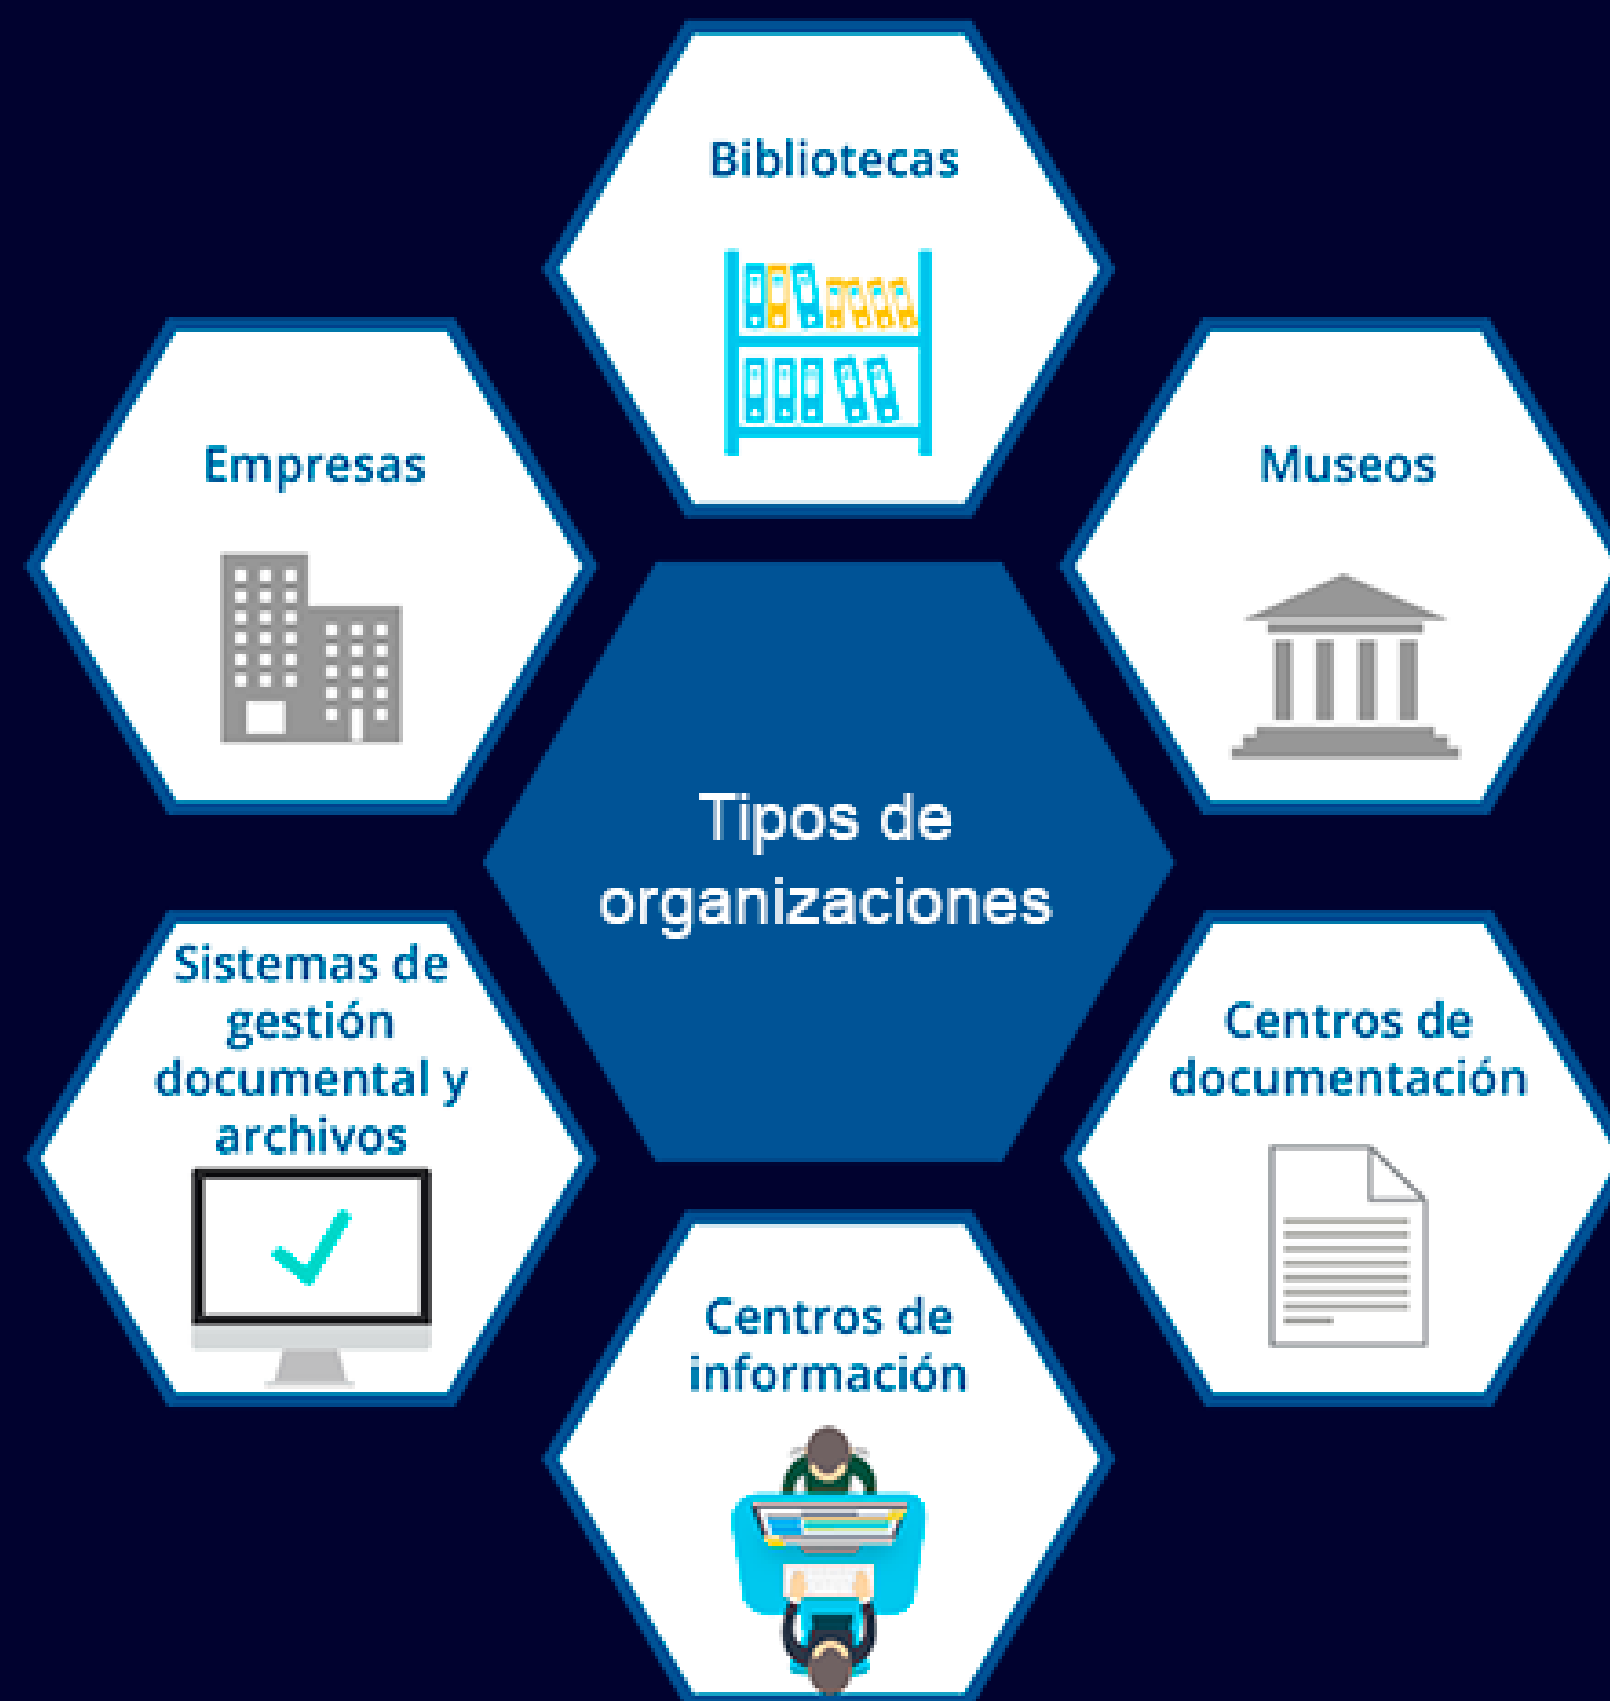 Bibliotecas
Empresas
Museos
Tipos de
organizaciones
Sistemas de
gestión
documental y
archivos
Centros de
documentación
Centros de
información